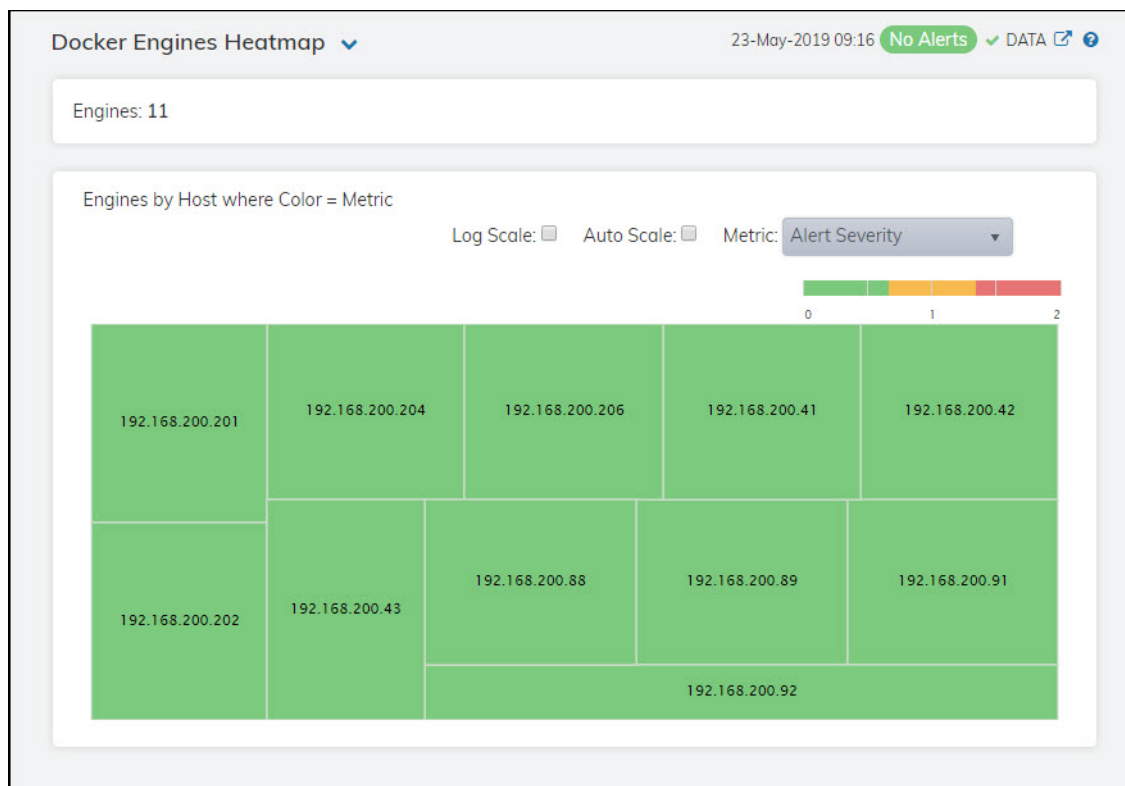 Docker Engines Heatmap
23-May-2019 09:16 No Alerts DATA
Engines: 11
Engines by Host where Color = Metric
Log Scale: Auto Scale: Metric: Alert Severity
0 1 2
192.168.200.201
192.168.200.204
192.168.200.206
192.168.200.41
192.168.200.42
192.168.200.202
192.168.200.43
192.168.200.88
192.168.200.89
192.168.200.91
192.168.200.92